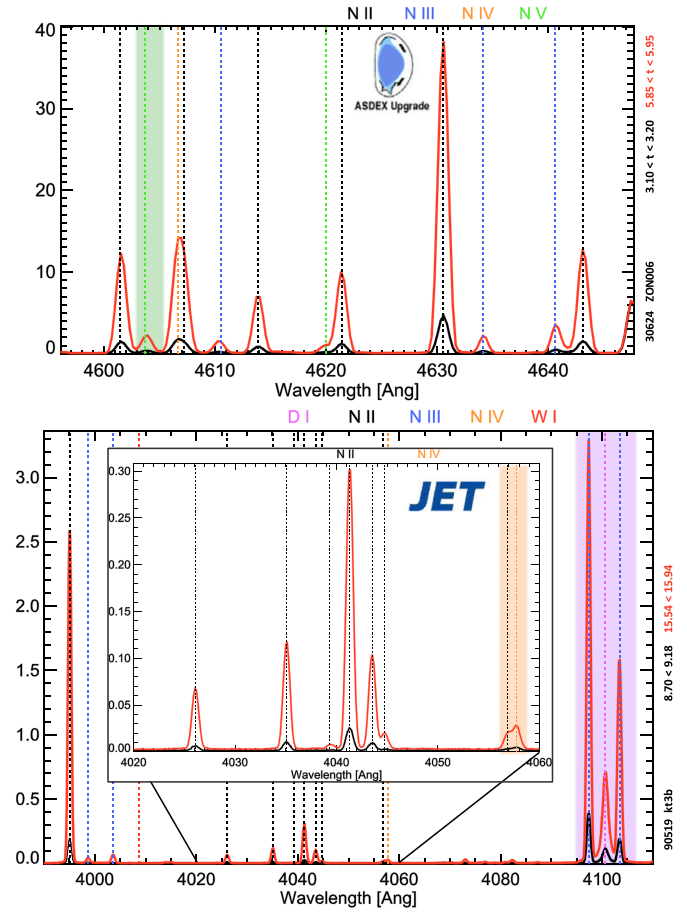 N II N III N IV N V
40
30
20
10
0
ASDEX Upgrade
4600 4610 4620 4630 4640
Wavelength [Ang]
30624 ZON006 3.10 < t < 3.20 5.85 < t < 5.95
D I N II N III N IV W I
3.0
2.5
2.0
1.5
1.0
0.5
0.0
N II N IV
JET
0.30
0.25
0.20
0.15
0.10
0.05
0.00
4020 4030 4040 4050 4060
Wavelength [Ang]
4000 4020 4040 4060 4080 4100
Wavelength [Ang]
90519 kt3b 8.70 < 9.18 15.54 < 15.94